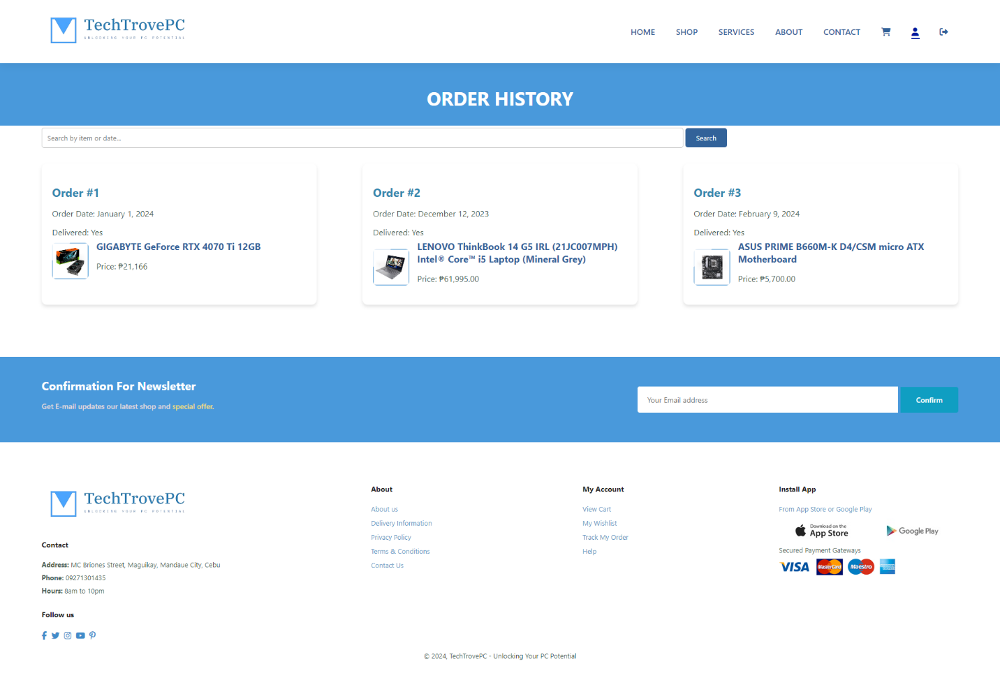 TechTrovePC
UNLOCKING YOUR PC POTENTIAL
HOME SHOP SERVICES ABOUT CONTACT
ORDER HISTORY
Search by item or date...
Search
Order #1
Order Date: January 1, 2024
Delivered: Yes
GIGABYTE GeForce RTX 4070 Ti 12GB
Price: ₱21,166
Order #2
Order Date: December 12, 2023
Delivered: Yes
LENOVO ThinkBook 14 G5 IRL (21JC007MPH)
Intel® Core™ i5 Laptop (Mineral Grey)
Price: ₱61,995.00
Order #3
Order Date: February 9, 2024
Delivered: Yes
ASUS PRIME B660M-K D4/CSM micro ATX
Motherboard
Price: ₱5,700.00
Confirmation For Newsletter
Get E-mail updates our latest shop and special offer.
Your Email address
Confirm
TechTrovePC
UNLOCKING YOUR PC POTENTIAL
Contact
Address: MC Briones Street, Maguikay, Mandaue City, Cebu
Phone: 09271301435
Hours: 8am to 10pm
Follow us
About
About us
Delivery Information
Privacy Policy
Terms & Conditions
Contact Us
My Account
View Cart
My Wishlist
Track My Order
Help
Install App
From App Store or Google Play
Download on the
App Store
Google Play
Secured Payment Gateways
VISA
MasterCard
Maestro
© 2024, TechTrovePC - Unlocking Your PC Potential